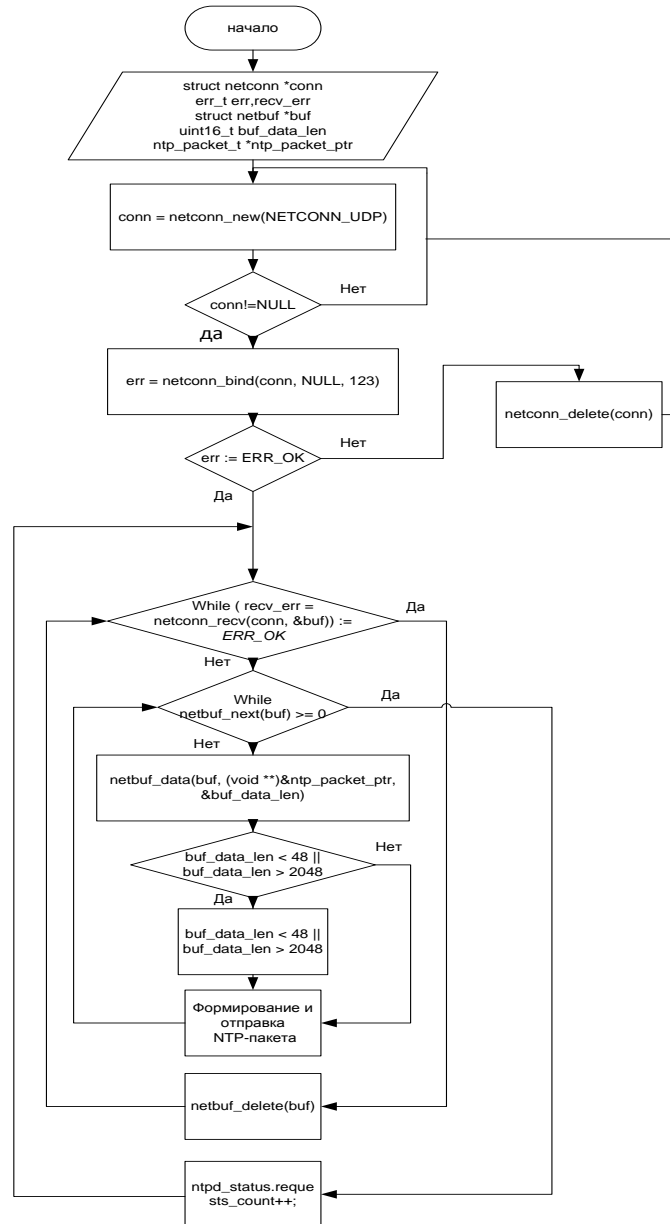 начало
struct netconn *conn
err_t err,recv_err
struct netbuf *buf
uint16_t buf_data_len
ntp_packet_t *ntp_packet_ptr
conn = netconn_new(NETCONN_UDP)
Нет
conn!=NULL
да
err = netconn_bind(conn, NULL, 123)
netconn_delete(conn)
Нет
err := ERR_OK
Да
While ( recv_err =
netconn_recv(conn, &buf)) :=
ERR_OK
Да
Нет
While
netbuf_next(buf) >= 0
Да
Нет
netbuf_data(buf, (void **)&ntp_packet_ptr,
&buf_data_len)
buf_data_len < 48 ||
buf_data_len > 2048
Нет
Да
buf_data_len < 48 ||
buf_data_len > 2048
Формирование и
отправка
NTP-пакета
netbuf_delete(buf)
ntpd_status.reque
sts_count++;